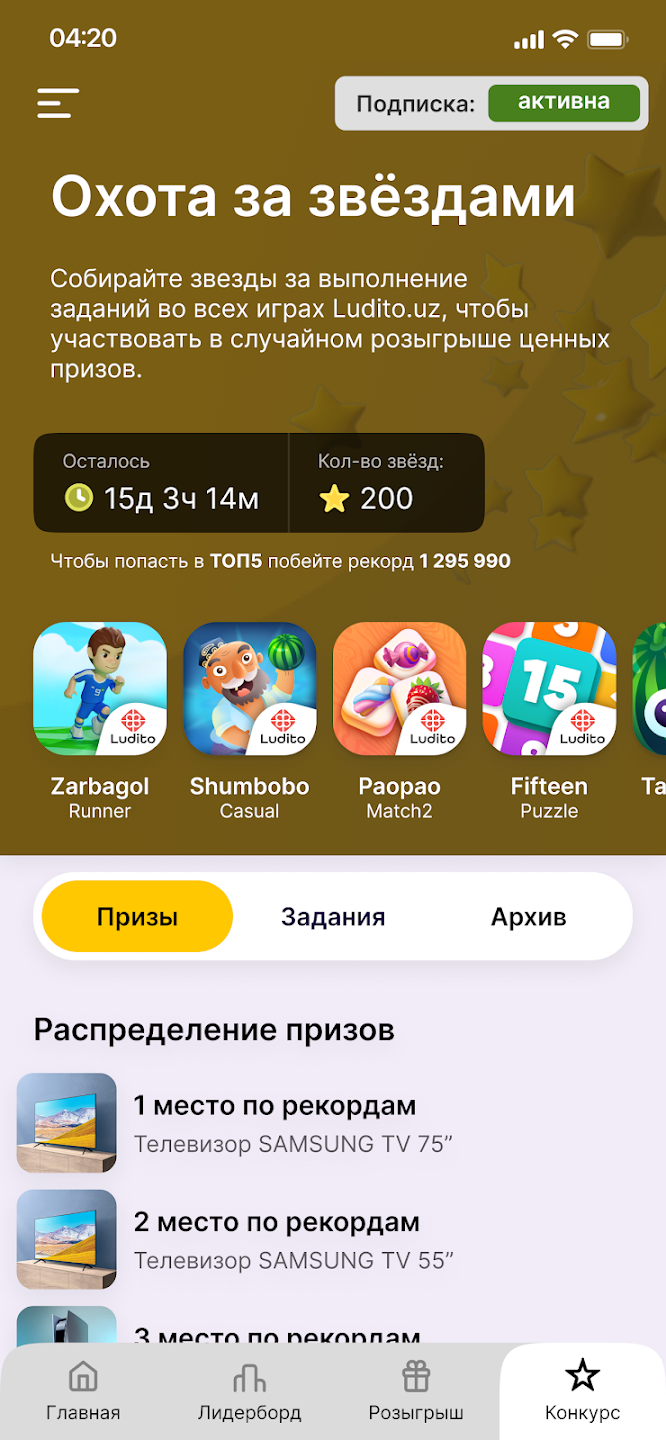 04:20
Подписка: активна
Охота за звёздами
Собирайте звезды за выполнение
заданий во всех играх Ludito.uz, чтобы
участвовать в случайном розыгрыше ценных
призов.
Осталось
15д 3ч 14м
Кол-во звёзд:
200
Чтобы попасть в ТОП5 побейте рекорд 1 295 990
9
Ludito
Ludito
Ludito
15
Ludito
Zarbagol
Runner
Shumbobo
Casual
Paopao
Match2
Fifteen
Puzzle
Ta
Призы
Задания
Архив
Распределение призов
1 место по рекордам
Телевизор SAMSUNG TV 75”
2 место по рекордам
Телевизор SAMSUNG TV 55”
3 место по рекордам
Главная
Лидерборд
Розыгрыш
Конкурс